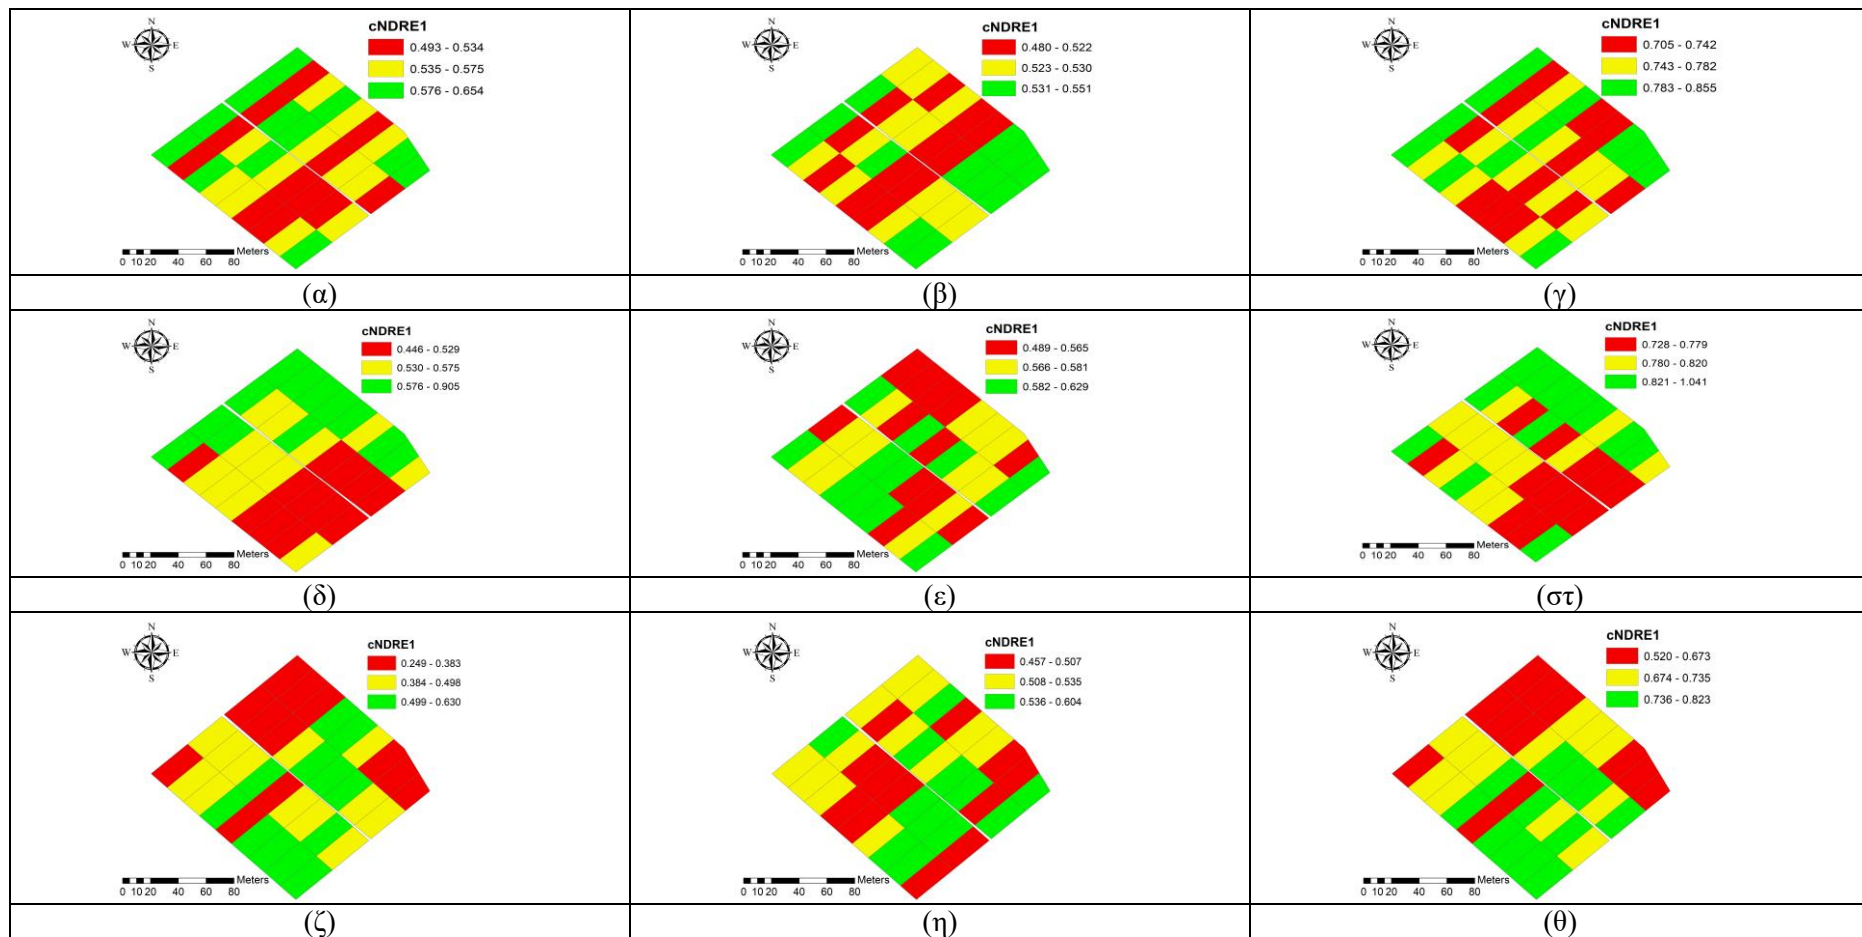 N
W E
S
cNDRE1
0.493 - 0.534
0.535 - 0.575
0.576 - 0.654
Meters
0 10 20 40 60 80
N
W E
S
cNDRE1
0.480 - 0.522
0.523 - 0.530
0.531 - 0.551
Meters
0 10 20 40 60 80
N
W E
S
cNDRE1
0.705 - 0.742
0.743 - 0.782
0.783 - 0.855
Meters
0 10 20 40 60 80
(α)
(β)
(γ)
N
W E
S
cNDRE1
0.446 - 0.529
0.530 - 0.575
0.576 - 0.905
Meters
0 10 20 40 60 80
N
W E
S
cNDRE1
0.489 - 0.565
0.566 - 0.581
0.582 - 0.629
Meters
0 10 20 40 60 80
N
W E
S
cNDRE1
0.728 - 0.779
0.780 - 0.820
0.821 - 1.041
Meters
0 10 20 40 60 80
(δ)
(ε)
(στ)
N
W E
S
cNDRE1
0.249 - 0.383
0.384 - 0.498
0.499 - 0.630
Meters
0 10 20 40 60 80
N
W E
S
cNDRE1
0.457 - 0.507
0.508 - 0.535
0.536 - 0.604
Meters
0 10 20 40 60 80
N
W E
S
cNDRE1
0.520 - 0.673
0.674 - 0.735
0.736 - 0.823
Meters
0 10 20 40 60 80
(ζ)
(η)
(θ)